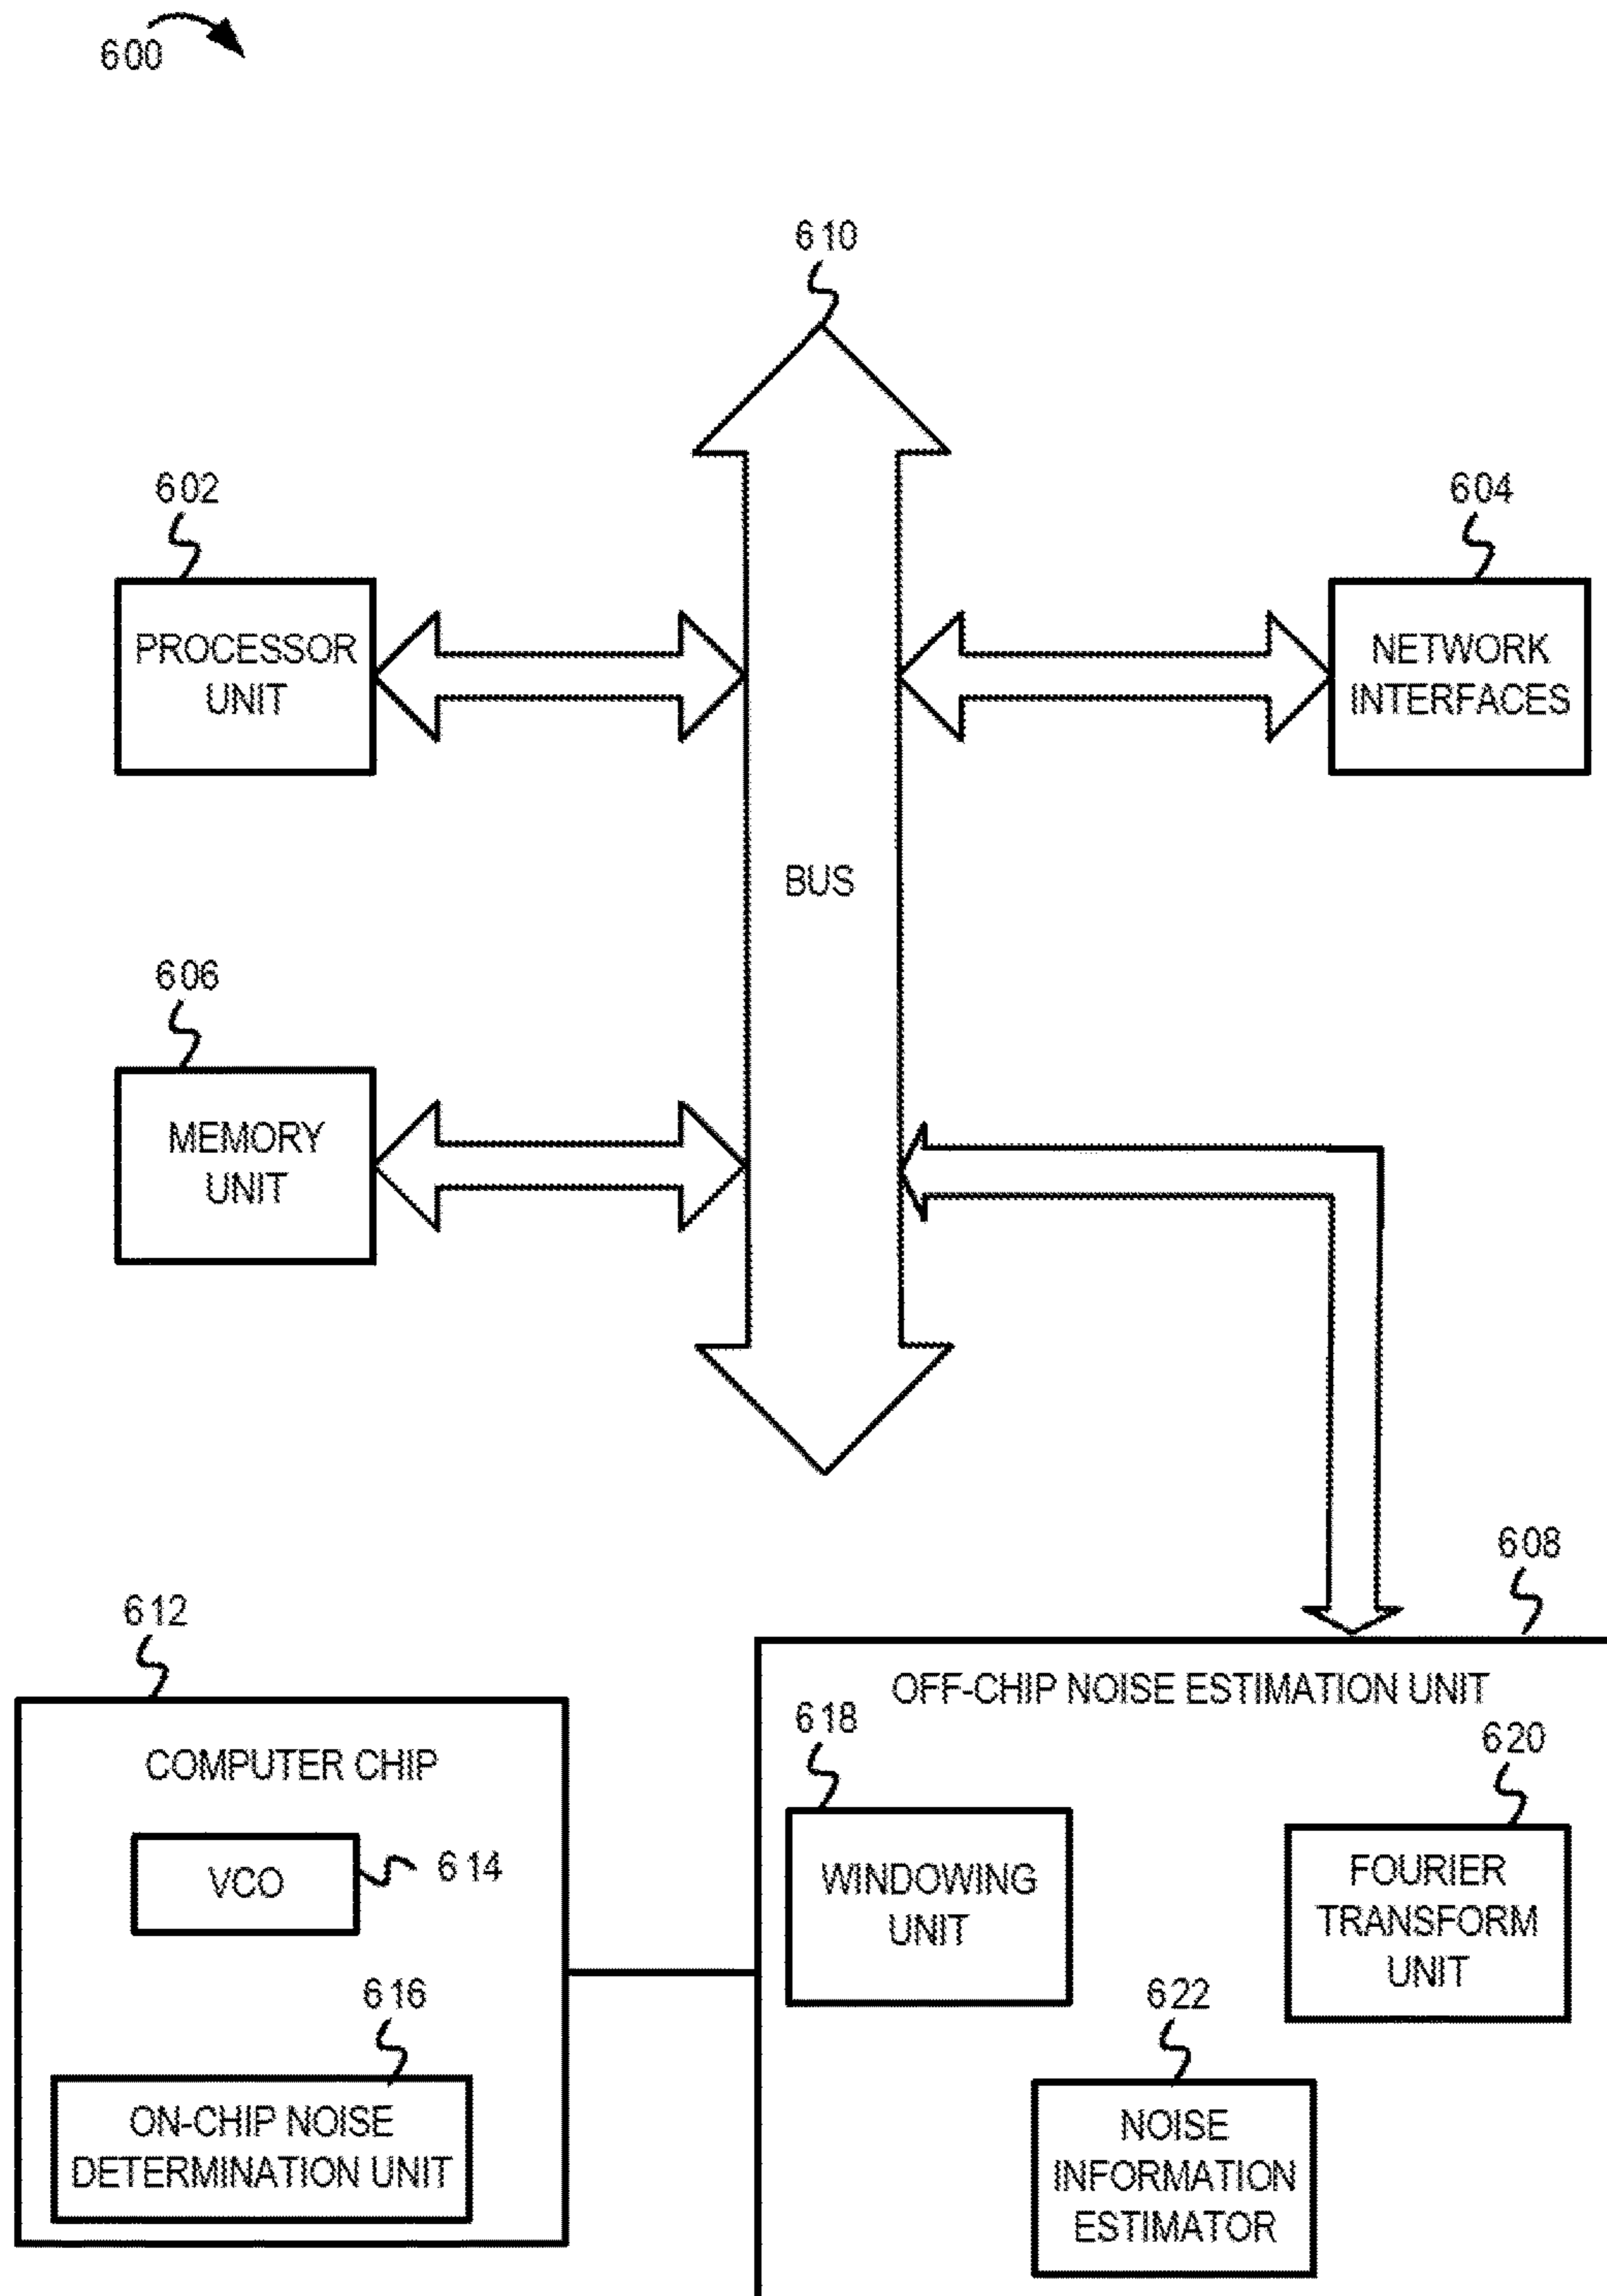 600
610
602
604
PROCESSOR
UNIT
NETWORK
INTERFACES
BUS
606
MEMORY
UNIT
608
612
OFF-CHIP NOISE ESTIMATION UNIT
618
620
COMPUTER CHIP
VCO
614
WINDOWING
UNIT
FOURIER
TRANSFORM
UNIT
616
622
ON-CHIP NOISE
DETERMINATION UNIT
NOISE
INFORMATION
ESTIMATOR